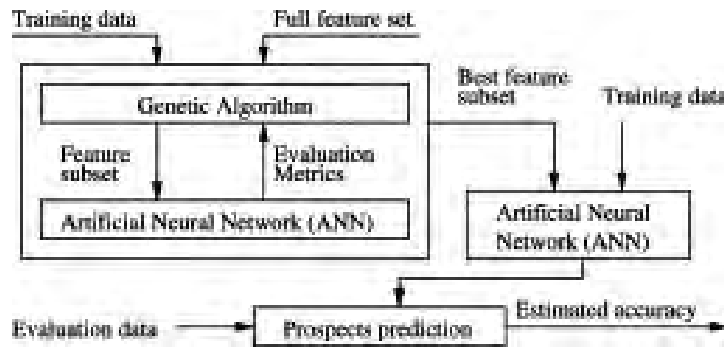 Training data
Full feature set
Genetic Algorithm
Feature
subset
Evaluation
Metrics
Artificial Neural Network (ANN)
Best feature
subset
Training data
Artificial Neural
Network (ANN)
Evaluation data
Prospects prediction
Estimated accuracy